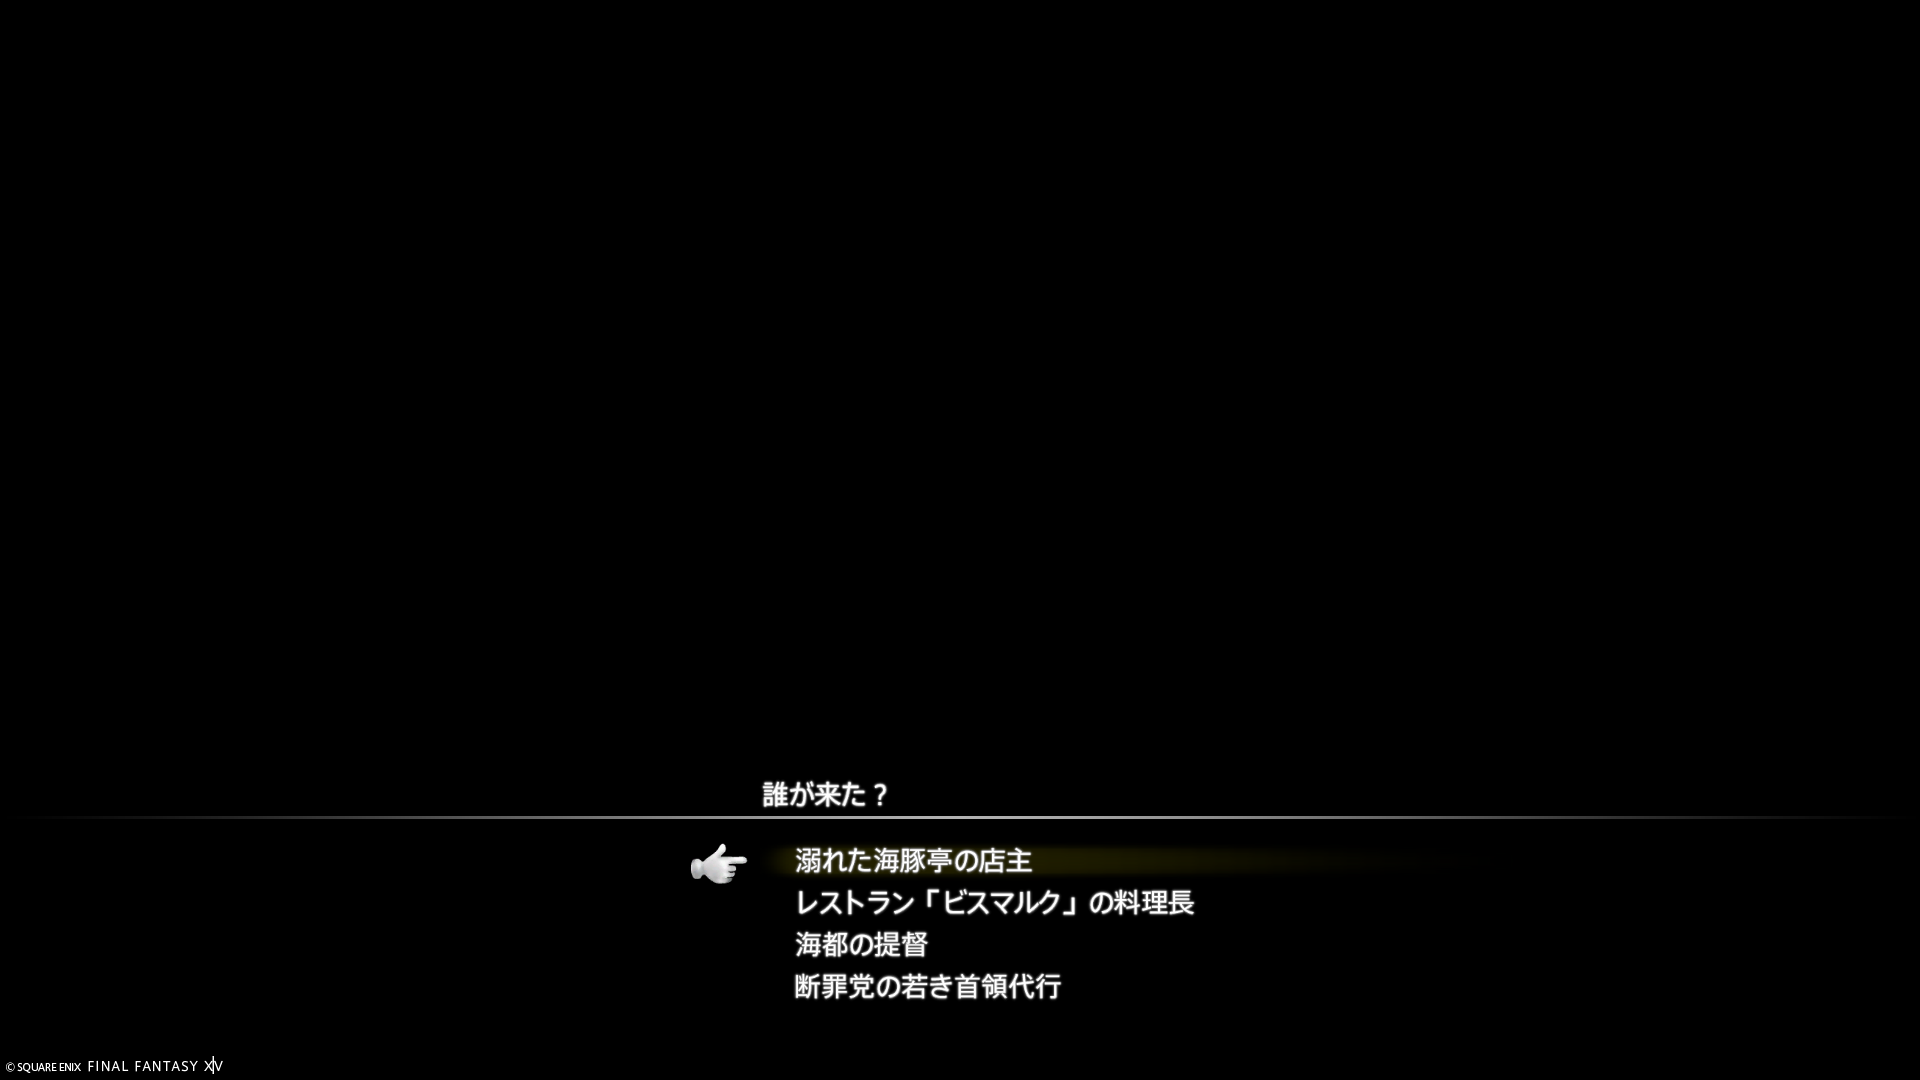 誰が来た？
溺れた海豚亭の店主
レストラン「ビスマルク」の料理長
海都の提督
断罪党の若き首領代行
© SQUARE ENIX FINAL FANTASY XIV